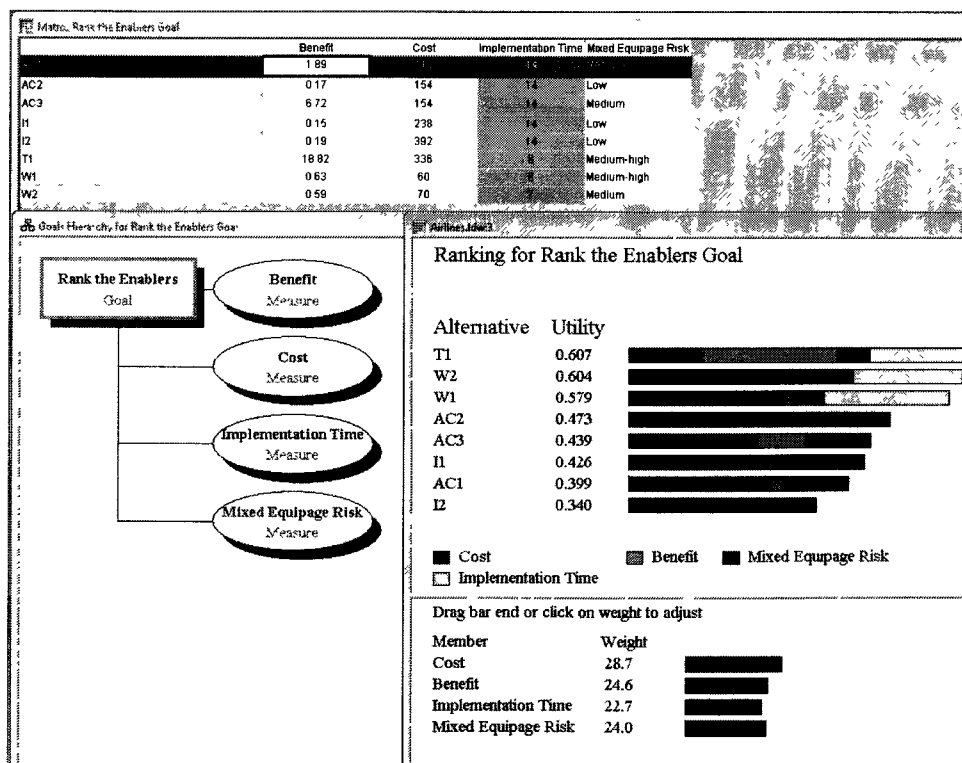 Rank the Enablers Goal
Benefit Cost Implementation Time Mixed Equipage Risk
1 89
AC2 0 17 154 14 Low
AC3 6 72 154 14 Medium
I1 0 15 238 14 Low
I2 0 19 392 14 Low
T1 18 82 336 8 Medium-high
W1 0 63 60 Medium-high
W2 0 59 70 7 Medium
Goals Hierarchy for Rank the Enablers Goal
Rank the Enablers
Goal
Benefit
Measure
Cost
Measure
Implementation Time
Measure
Mixed Equipage Risk
Measure
Ranking for Rank the Enablers Goal
Alternative Utility
T1 0.607
W2 0.604
W1 0.579
AC2 0.473
AC3 0.439
I1 0.426
AC1 0.399
I2 0.340
Cost Benefit Mixed Equipage Risk
Implementation Time
Drag bar end or click on weight to adjust
Member Weight
Cost 28.7
Benefit 24.6
Implementation Time 22.7
Mixed Equipage Risk 24.0